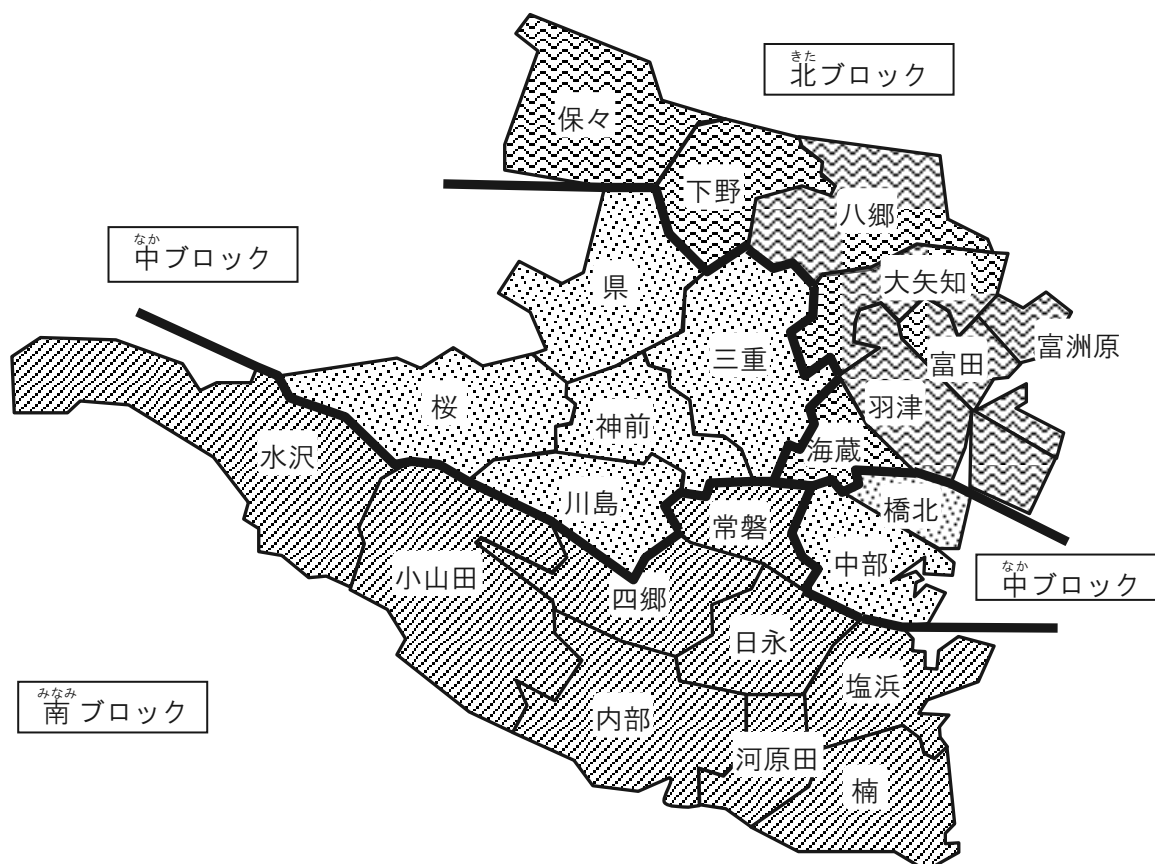 きた
北ブロック
保々
下野
八郷
なか
中ブロック
県
大矢知
三重
富田
富洲原
桜
神前
羽津
水沢
海蔵
川島
常磐
橋北
中部
なか
中ブロック
小山田
四郷
日永
みなみ
南ブロック
塩浜
内部
河原田
楠